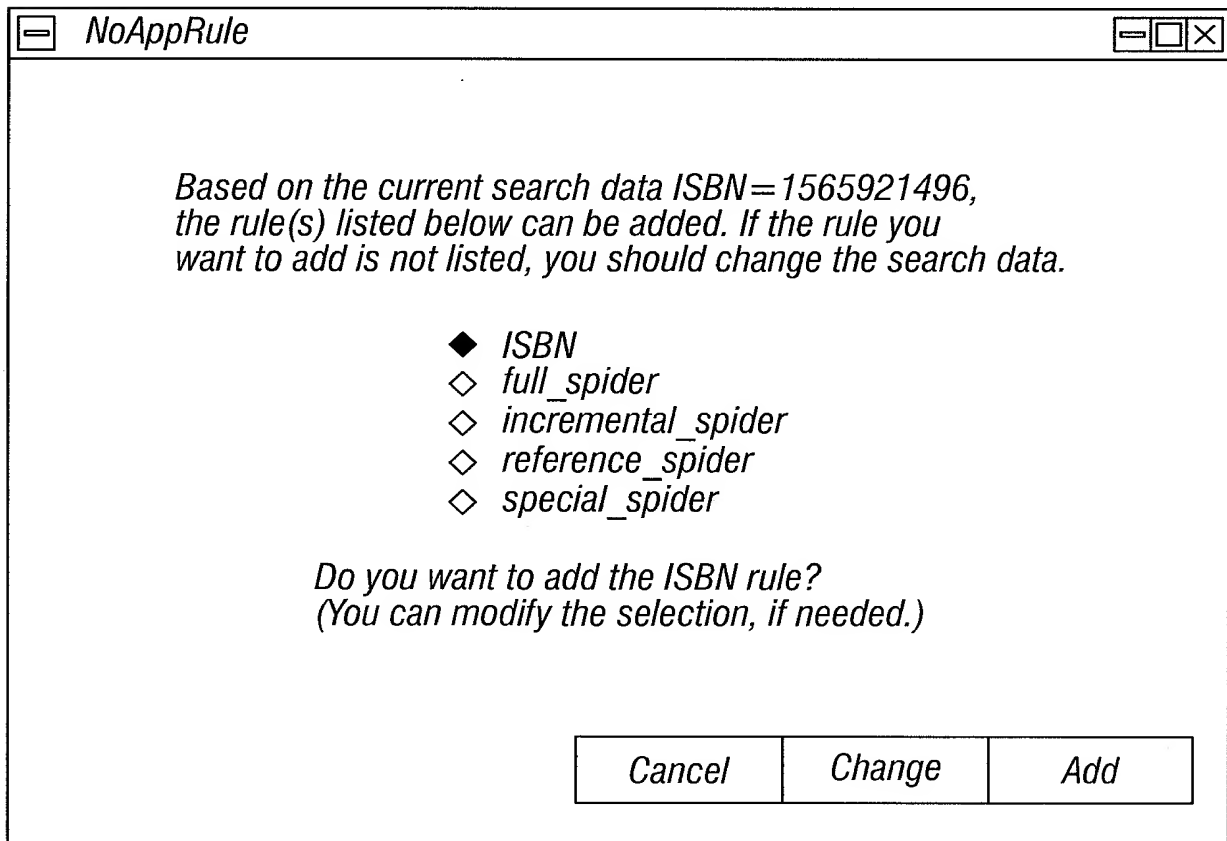 NoAppRule
Based on the current search data ISBN=1565921496,
the rule(s) listed below can be added. If the rule you
want to add is not listed, you should change the search data.
ISBN
full_spider
incremental_spider
reference_spider
special_spider
Do you want to add the ISBN rule?
(You can modify the selection, if needed.)
Cancel Change Add